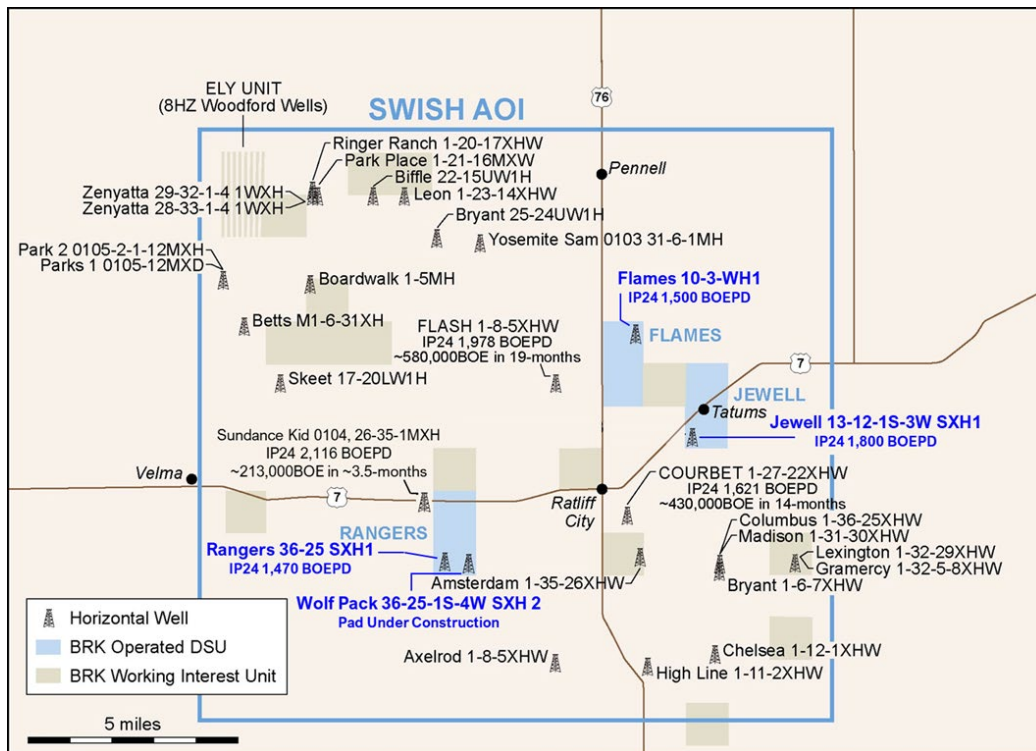 ELY UNIT
(8HZ Woodford Wells)
SWISH AOI
76
Ringer Ranch 1-20-17XHW
Park Place 1-21-16MXW
Biffle 22-15UW1H
Leon 1-23-14XHW
Pennell
Zenyatta 29-32-1-4 1WXH
Zenyatta 28-33-1-4 1WXH
Bryant 25-24UW1H
Yosemite Sam 0103 31-6-1MH
Park 2 0105-2-1-12MXH
Parks 1 0105-12MXD
Boardwalk 1-5MH
Flames 10-3-WH1
IP24 1,500 BOEPD
Betts M1-6-31XH
FLASH 1-8-5XHW
IP24 1,978 BOEPD
~580,000BOE in 19-months
FLAMES
7
Skeet 17-20LW1H
JEWELL
Tatums
Jewell 13-12-1S-3W SXH1
IP24 1,800 BOEPD
Sundance Kid 0104, 26-35-1MXH
IP24 2,116 BOEPD
~213,000BOE in ~3.5-months
Velma
7
Ratliff
City
COURBET 1-27-22XHW
IP24 1,621 BOEPD
~430,000BOE in 14-months
RANGERS
Columbus 1-36-25XHW
Madison 1-31-30XHW
Lexington 1-32-29XHW
Gramercy 1-32-5-8XHW
Bryant 1-6-7XHW
Rangers 36-25 SXH1
IP24 1,470 BOEPD
Amsterdam 1-35-26XHW
Wolf Pack 36-25-1S-4W SXH 2
Pad Under Construction
Axelrod 1-8-5XHW
Chelsea 1-12-1XHW
High Line 1-11-2XHW
Horizontal Well
BRK Operated DSU
BRK Working Interest Unit
5 miles